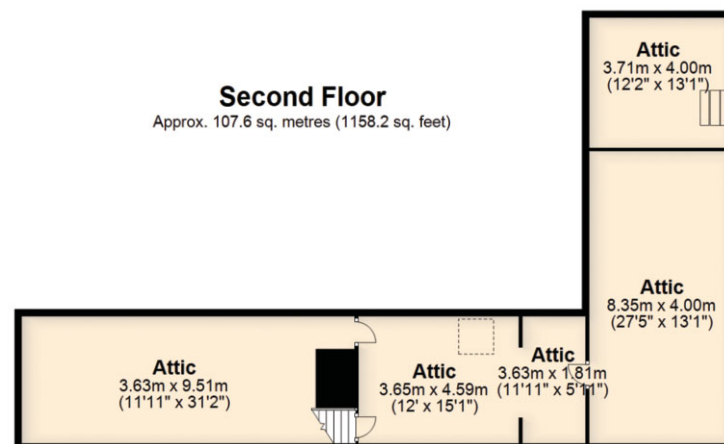 Second Floor
Approx. 107.6 sq. metres (1158.2 sq. feet)
Attic
3.71m x 4.00m
(12'2" x 13'1")
Attic
8.35m x 4.00m
(27'5" x 13'1")
Attic
3.63m x 9.51m
(11'11" x 31'2")
Attic
3.65m x 4.59m
(12' x 15'1")
Attic
3.63m x 1.81m
(11'11" x 5'11")